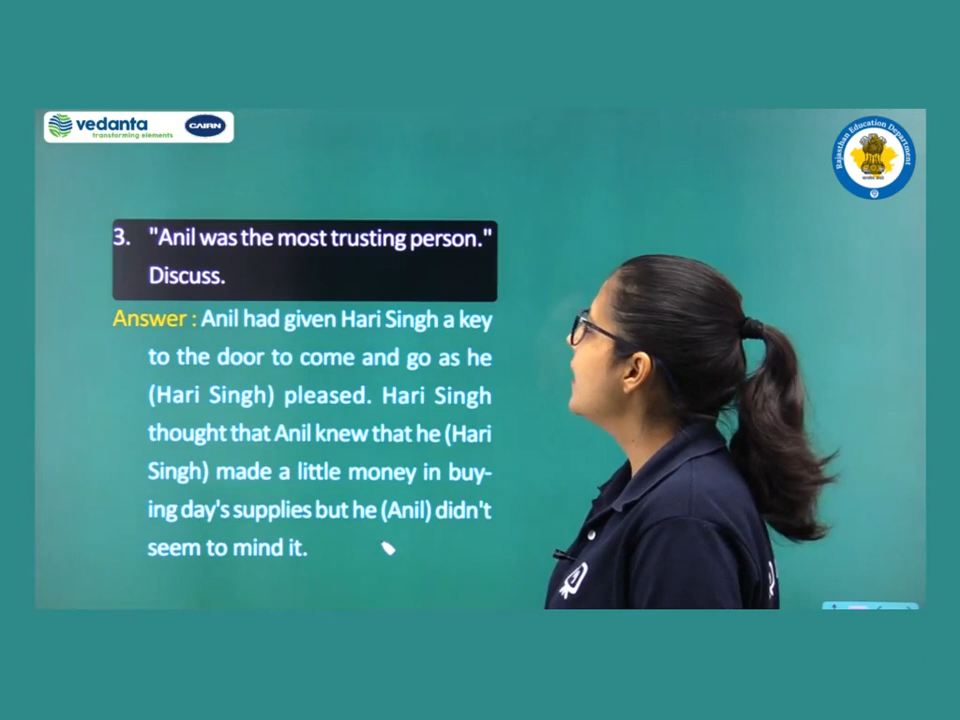 vedanta
transforming elements
CAIRN
Rajasthan Education Department
3. "Anil was the most trusting person."
Discuss.
Answer : Anil had given Hari Singh a key
to the door to come and go as he
(Hari Singh) pleased. Hari Singh
thought that Anil knew that he (Hari
Singh) made a little money in buy-
ing day's supplies but he (Anil) didn't
seem to mind it.